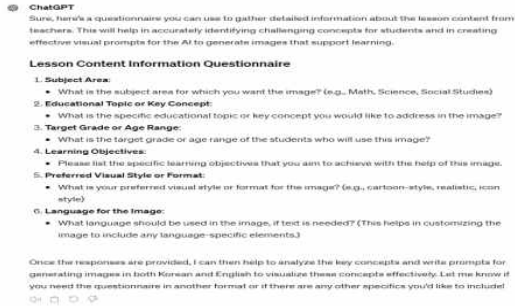 ChatGPT
Sure, here's a questionnaire you can use to gather detailed information about the lesson content from
teachers. This will help in accurately identifying challenging concepts for students and in creating
effective visual prompts for the AI to generate images that support learning.
Lesson Content Information Questionnaire
1. Subject Area:
• What is the subject area for which you want the image? (e.g., Math, Science, Social Studies)
2. Educational Topic or Key Concept:
• What is the specific educational topic or key concept you would like to address in the image?
3. Target Grade or Age Range:
• What is the target grade or age range of the students who will use this image?
4. Learning Objectives:
• Please list the specific learning objectives that you aim to achieve with the help of this image.
5. Preferred Visual Style or Format:
• What is your preferred visual style or format for the image? (e.g., cartoon-style, realistic, icon
style)
6. Language for the Image:
• What language should be used in the image, if text is needed? (This helps in customizing the
image to include any language-specific elements.)
Once the responses are provided, I can then help to analyze the key concepts and write prompts for
generating images in both Korean and English to visualize these concepts effectively. Let me know if
you need the questionnaire in another format or if there are any other specifics you'd like to include!